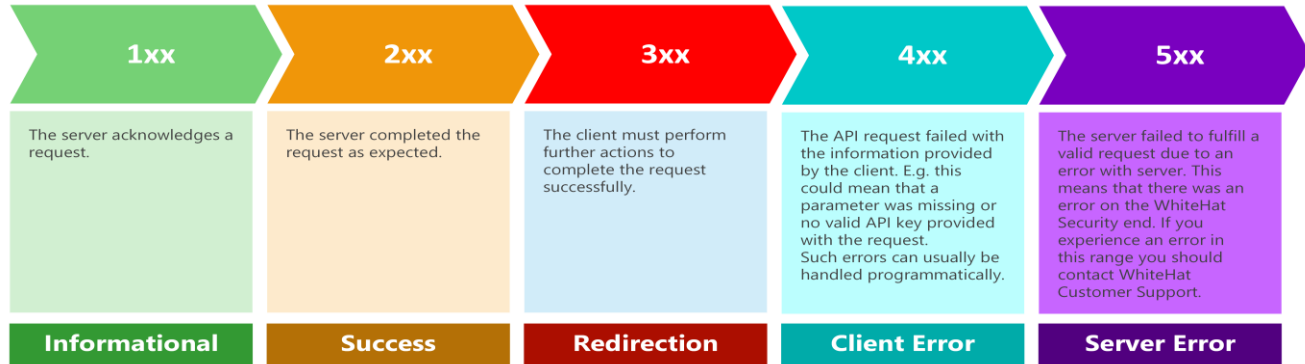 1xx
2xx
3xx
4xx
5xx
The server acknowledges a
request.
The server completed the
request as expected.
The client must perform
further actions to
complete the request
successfully.
The API request failed with
the information provided
by the client. E.g. this
could mean that a
parameter was missing or
no valid API key provided
with the request.
Such errors can usually be
handled programmatically.
The server failed to fulfill a
valid request due to an
error with server. This
means that there was an
error on the WhiteHat
Security end. If you
experience an error in
this range you should
contact WhiteHat
Customer Support.
Informational
Success
Redirection
Client Error
Server Error